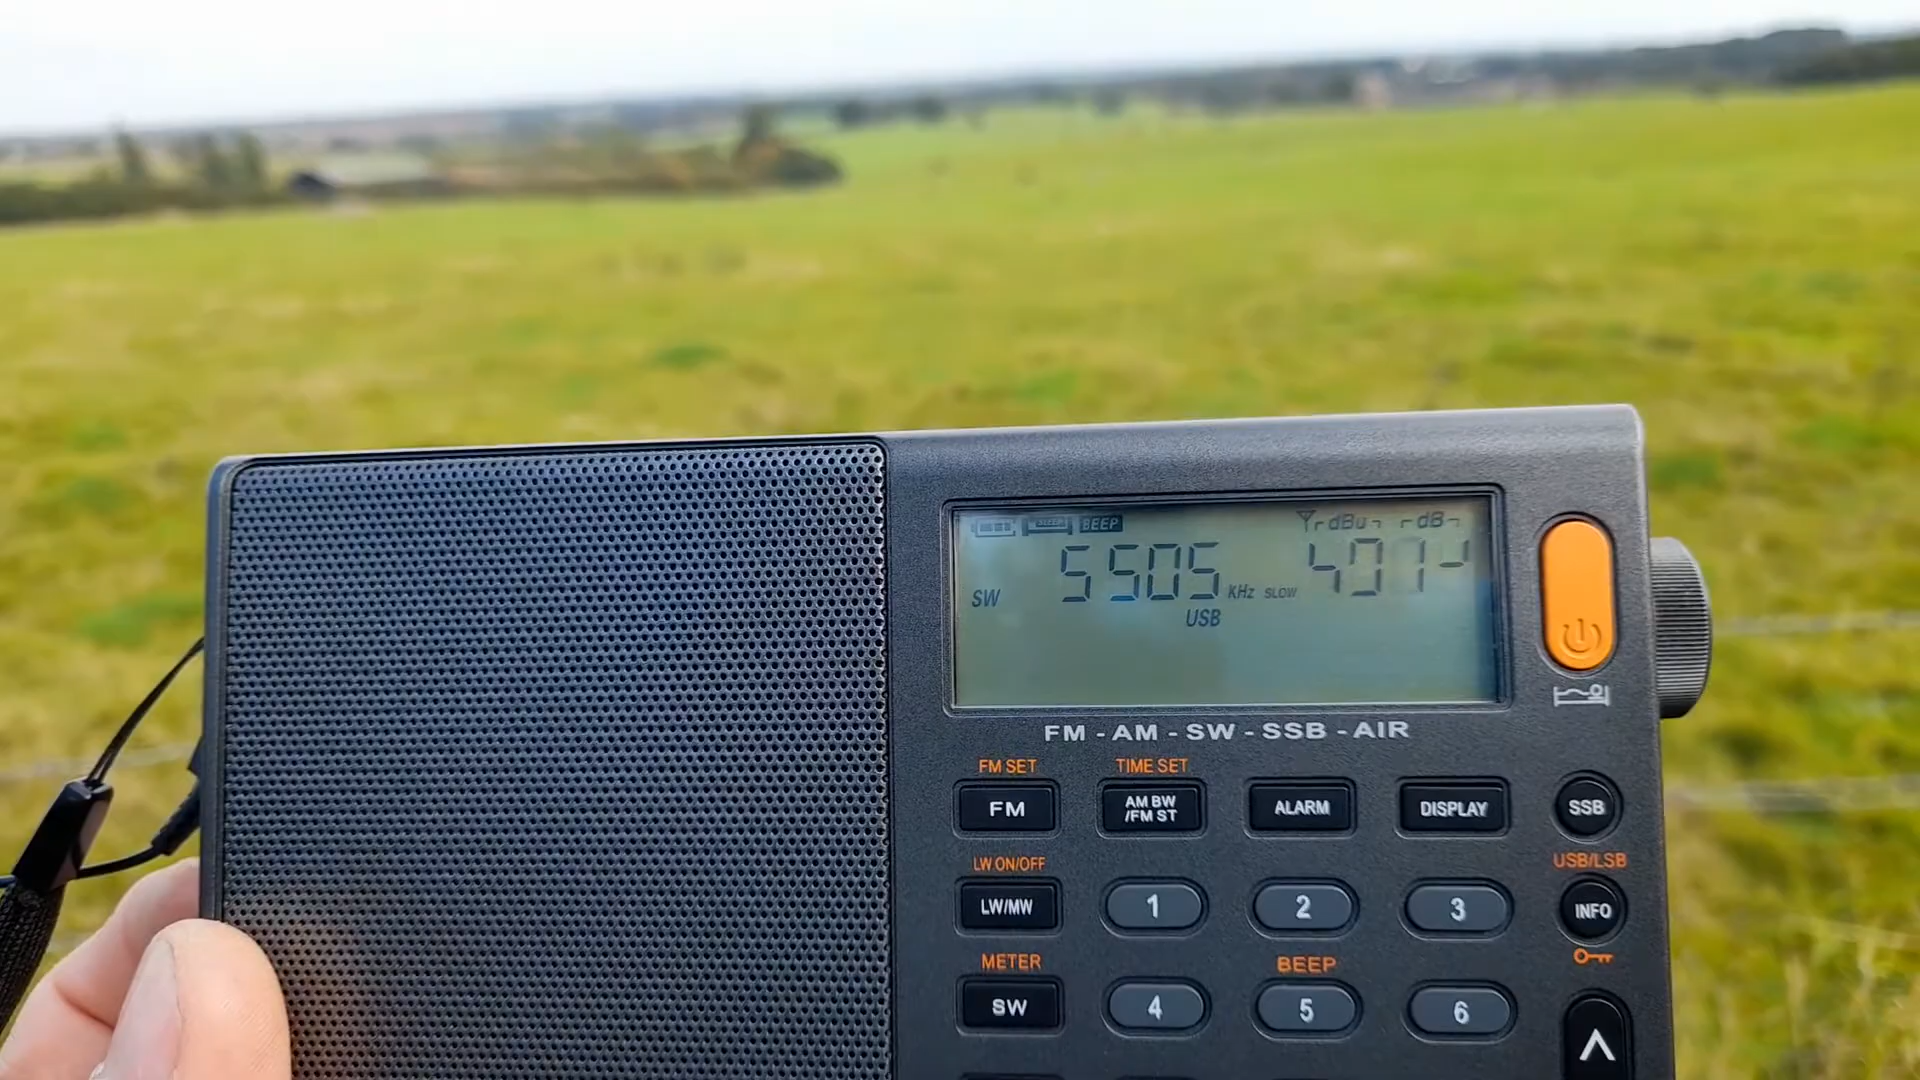 SLEEP BEEP dBu dB
SW 5505 KHz SLOW
USB
FM - AM - SW - SSB - AIR
FM SET TIME SET
FM AM BW /FM ST ALARM DISPLAY SSB
LW ON/OFF USB/LSB
LW/MW 1 2 3 INFO
METER BEEP
SW 4 5 6